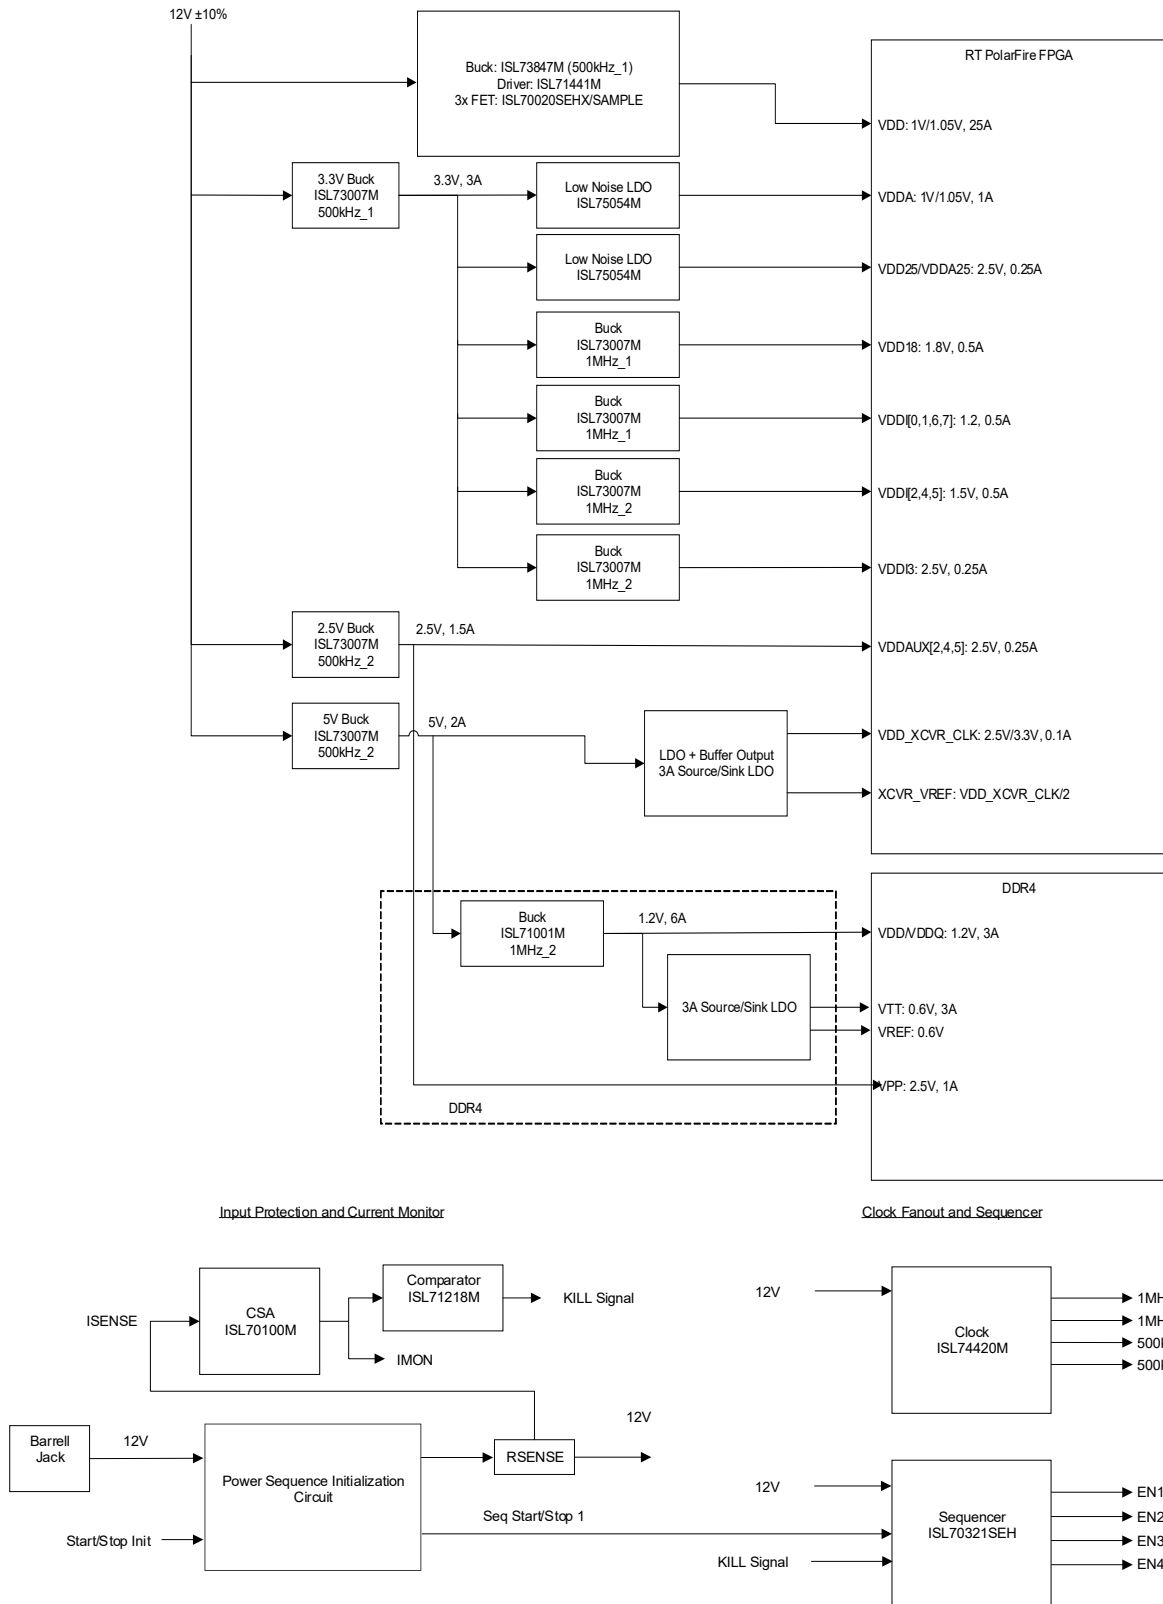 12V ±10%
Buck: ISL73847M (500kHz_1)
Driver: ISL71441M
3x FET: ISL70020SEHX/SAMPLE
RT PolarFire FPGA
VDD: 1V/1.05V, 25A
3.3V Buck
ISL73007M
500kHz_1
3.3V, 3A
Low Noise LDO
ISL75054M
VDDA: 1V/1.05V, 1A
Low Noise LDO
ISL75054M
VDD25/VDDA25: 2.5V, 0.25A
Buck
ISL73007M
1MHz_1
VDD18: 1.8V, 0.5A
Buck
ISL73007M
1MHz_1
VDDI[0,1,6,7]: 1.2, 0.5A
Buck
ISL73007M
1MHz_2
VDDI[2,4,5]: 1.5V, 0.5A
Buck
ISL73007M
1MHz_2
VDDI3: 2.5V, 0.25A
2.5V Buck
ISL73007M
500kHz_2
2.5V, 1.5A
VDDAUX[2,4,5]: 2.5V, 0.25A
5V Buck
ISL73007M
500kHz_2
5V, 2A
LDO + Buffer Output
3A Source/Sink LDO
VDD_XCVR_CLK: 2.5V/3.3V, 0.1A
XCVR_VREF: VDD_XCVR_CLK/2
DDR4
Buck
ISL71001M
1MHz_2
1.2V, 6A
VDD/VDDQ: 1.2V, 3A
3A Source/Sink LDO
VTT: 0.6V, 3A
VREF: 0.6V
VPP: 2.5V, 1A
DDR4
Input Protection and Current Monitor
Clock Fanout and Sequencer
ISENSE
CSA
ISL70100M
Comparator
ISL71218M
KILL Signal
IMON
12V
Clock
ISL74420M
1MH
1MH
500k
500k
Barrell
Jack
12V
Power Sequence Initialization
Circuit
RSENSE
12V
Start/Stop Init
Seq Start/Stop 1
12V
KILL Signal
Sequencer
ISL70321SEH
EN1
EN2
EN3
EN4